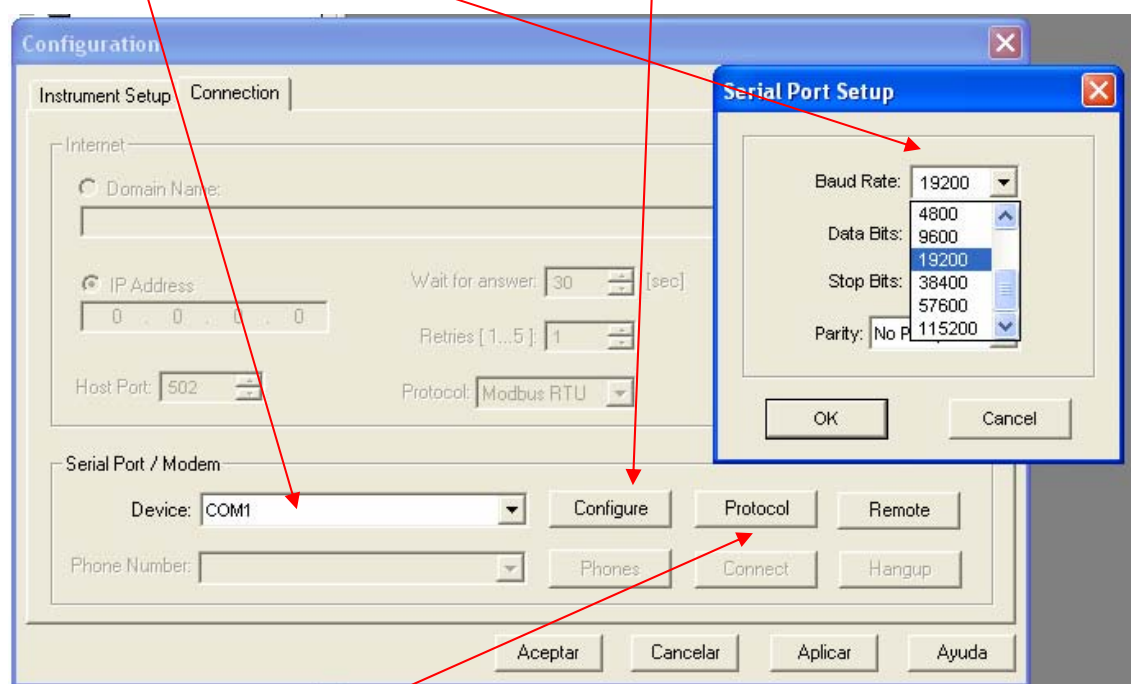 Configuration
Instrument Setup Connection
Internet
Domain Name:
IP Address
0 . 0 . 0 . 0
Wait for answer: 30 [sec]
Retries [ 1...5 ]: 1
Host Port: 502
Protocol: Modbus RTU
Serial Port / Modem
Device: COM1
Configure Protocol Remote
Phone Number:
Phones Connect Hangup
Aceptar Cancelar Aplicar Ayuda
Serial Port Setup
Baud Rate: 19200
4800
9600
19200
38400
57600
115200
Data Bits:
Stop Bits:
Parity: No
OK Cancel